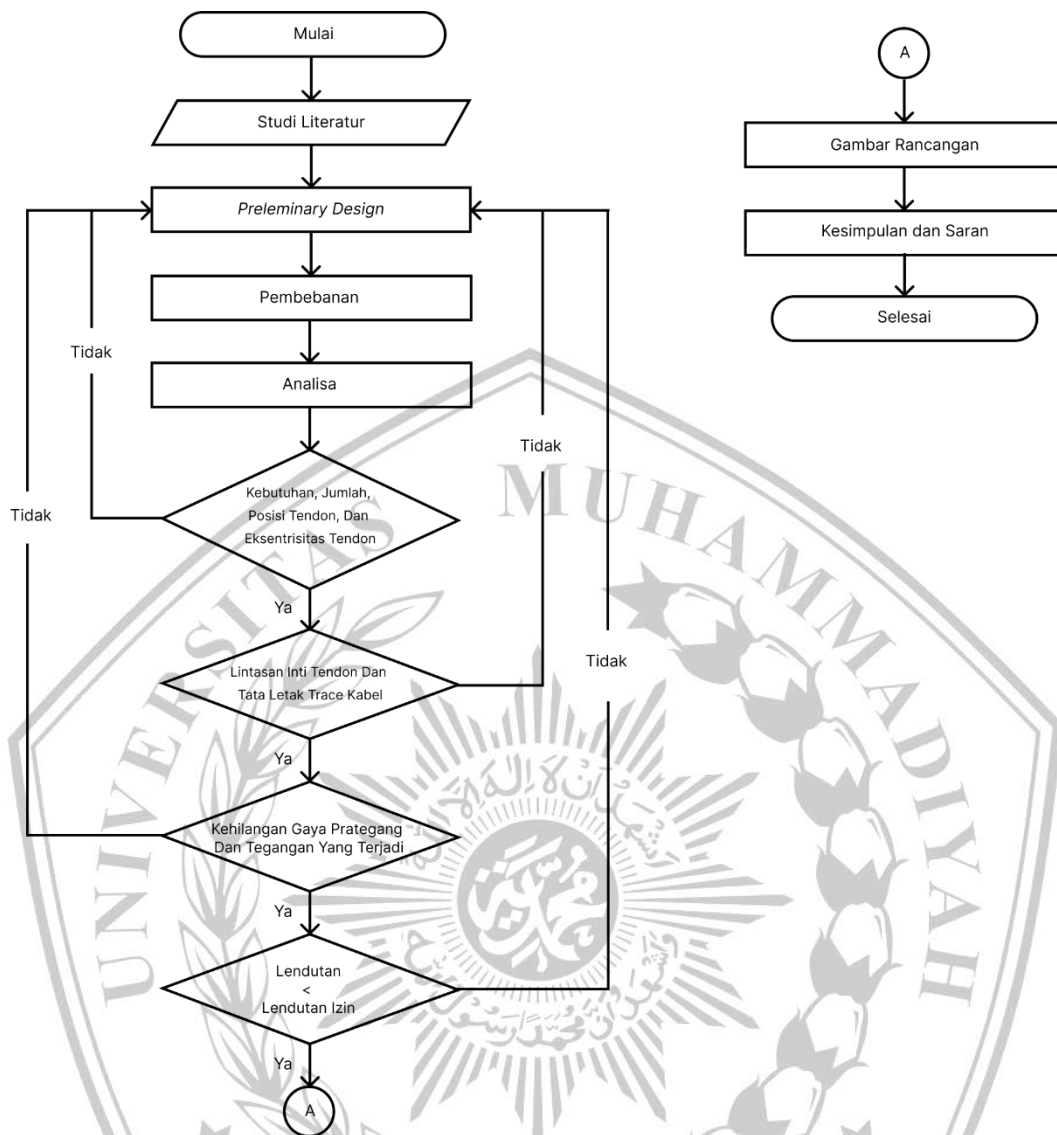 Mulai
Studi Literatur
Preleminary Design
Pembebanan
Analisa
Tidak
Tidak
Tidak
Kebutuhan, Jumlah,
Posisi Tendon, Dan
Eksentrisitas Tendon
Ya
Lintasan Inti Tendon Dan
Tata Letak Trace Kabel
Tidak
Ya
Kehilangan Gaya Prategang
Dan Tegangan Yang Terjadi
Ya
Lendutan
<
Lendutan Izin
Ya
A
A
Gambar Rancangan
Kesimpulan dan Saran
Selesai
UNIVERSITAS MUHAMMADIYAH